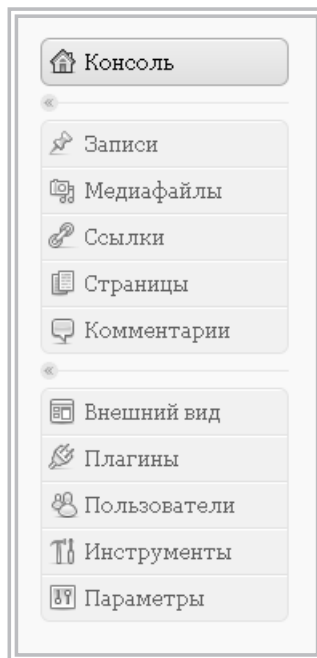 Консоль
Записи
Медиафайлы
Ссылки
Страницы
Комментарии
Внешний вид
Плагины
Пользователи
Инструменты
Параметры